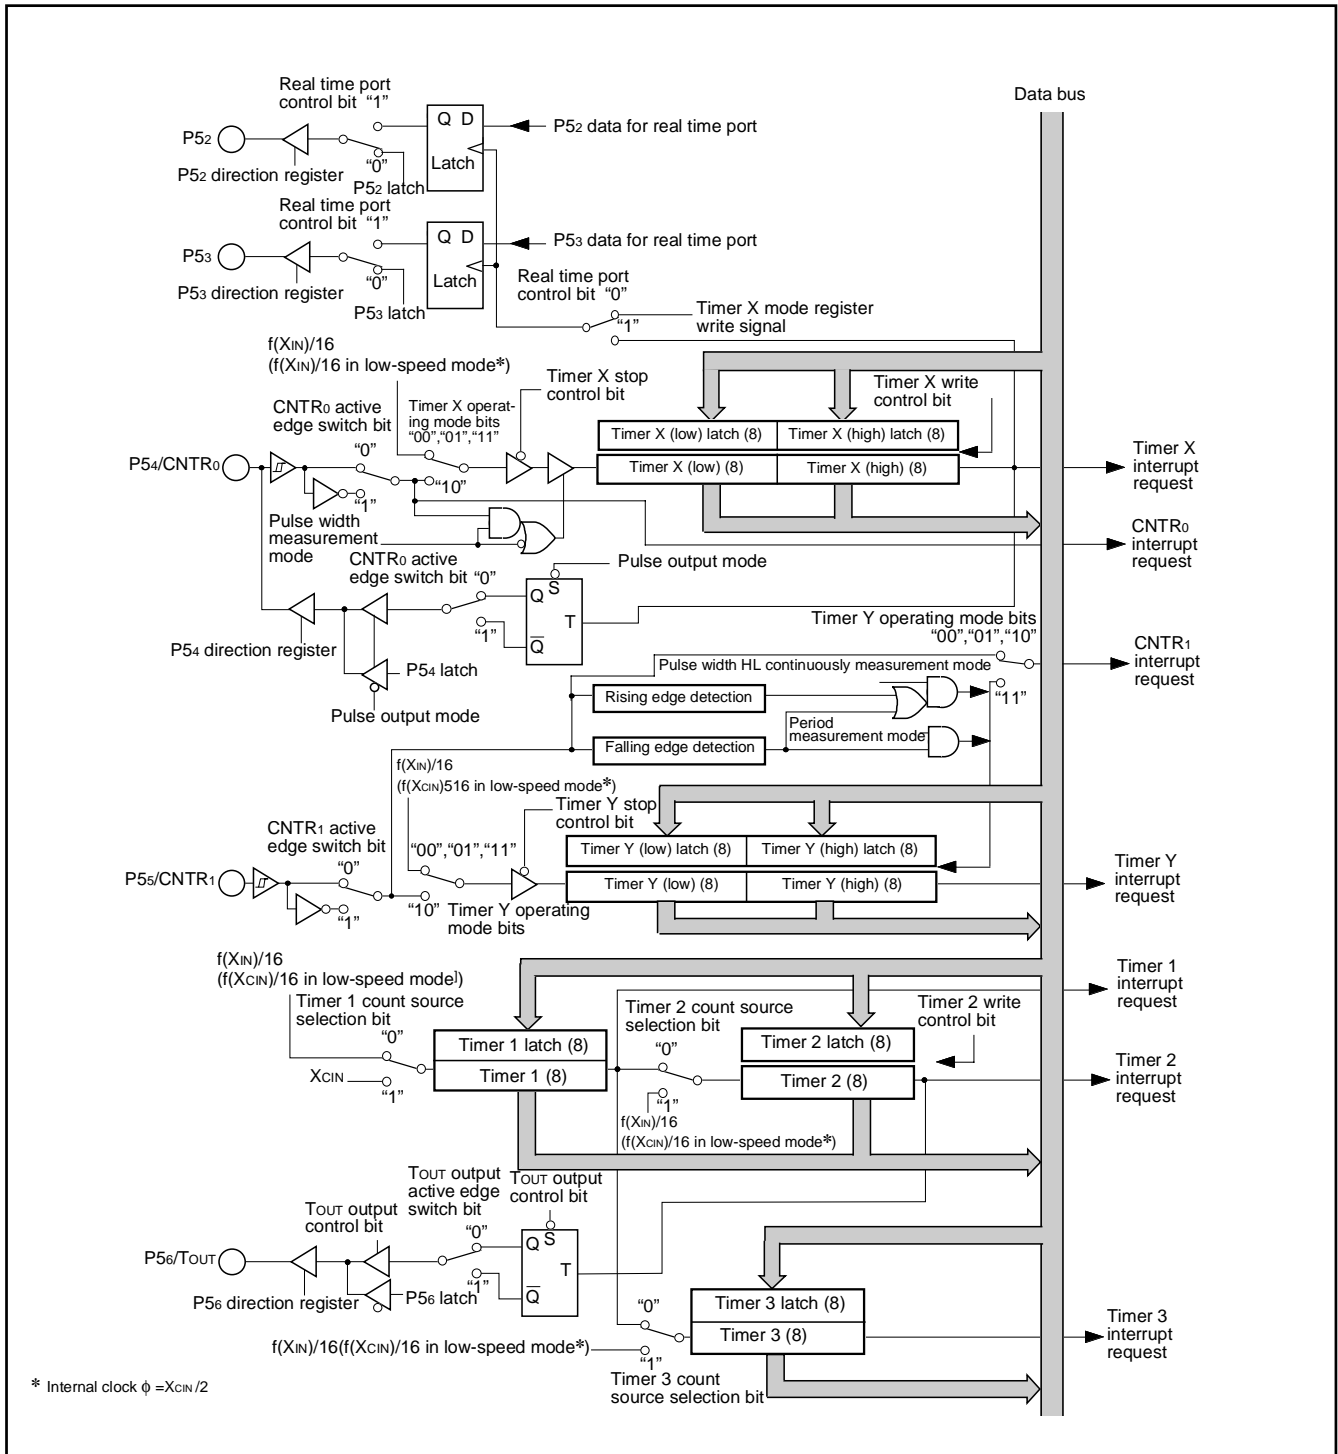 Real time port
control bit “1”
Data bus
Q D
P52 data for real time port
P52
Latch
“0”
P52 direction register
P52 latch
Real time port
control bit “1”
Q D
P53 data for real time port
P53
Latch
“0”
P53 direction register
P53 latch
Real time port
control bit “0”
Timer X mode register
write signal
“1”
f(XIN)/16
(f(XIN)/16 in low-speed mode*)
Timer X stop
control bit
Timer X write
control bit
CNTR0 active
edge switch bit
Timer X operat-
ing mode bits
“00”,“01”,“11”
Timer X (low) latch (8)
Timer X (high) latch (8)
“0”
P54/CNTR0
Timer X (low) (8)
Timer X (high) (8)
Timer X
interrupt
request
“10”
“1”
Pulse width
measurement
mode
CNTR0
interrupt
request
CNTR0 active
edge switch bit “0”
Pulse output mode
Q
S
T
“1”
Q
Timer Y operating mode bits
“00”,“01”,“10”
P54 direction register
P54 latch
Pulse output mode
CNTR1
interrupt
request
Pulse width HL continuously measurement mode
Rising edge detection
“11”
Period
measurement mode
Falling edge detection
f(XIN)/16
(f(XCIN)516 in low-speed mode*)
Timer Y stop
control bit
CNTR1 active
edge switch bit
“00”,“01”,“11”
Timer Y (low) latch (8)
Timer Y (high) latch (8)
“0”
P55/CNTR1
Timer Y (low) (8)
Timer Y (high) (8)
Timer Y
interrupt
request
“10”
“1”
Timer Y operating
mode bits
f(XIN)/16
(f(XCIN)/16 in low-speed mode])
Timer 1
interrupt
request
Timer 1 count source
selection bit
Timer 2 count source
selection bit
Timer 2 write
control bit
“0”
Timer 1 latch (8)
“0”
Timer 2 latch (8)
XCIN
Timer 1 (8)
Timer 2 (8)
Timer 2
interrupt
request
“1”
“1”
f(XIN)/16
(f(XCIN)/16 in low-speed mode*)
TOUT output
active edge
switch bit
TOUT output
control bit
TOUT output
control bit
“0”
Q
S
P56/TOUT
T
“1”
Q
P56 direction register
P56 latch
Timer 3 latch (8)
“0”
Timer 3 (8)
Timer 3
interrupt
request
f(XIN)/16(f(XCIN)/16 in low-speed mode*)
“1”
Timer 3 count
source selection bit
* Internal clock ϕ =XCIN/2